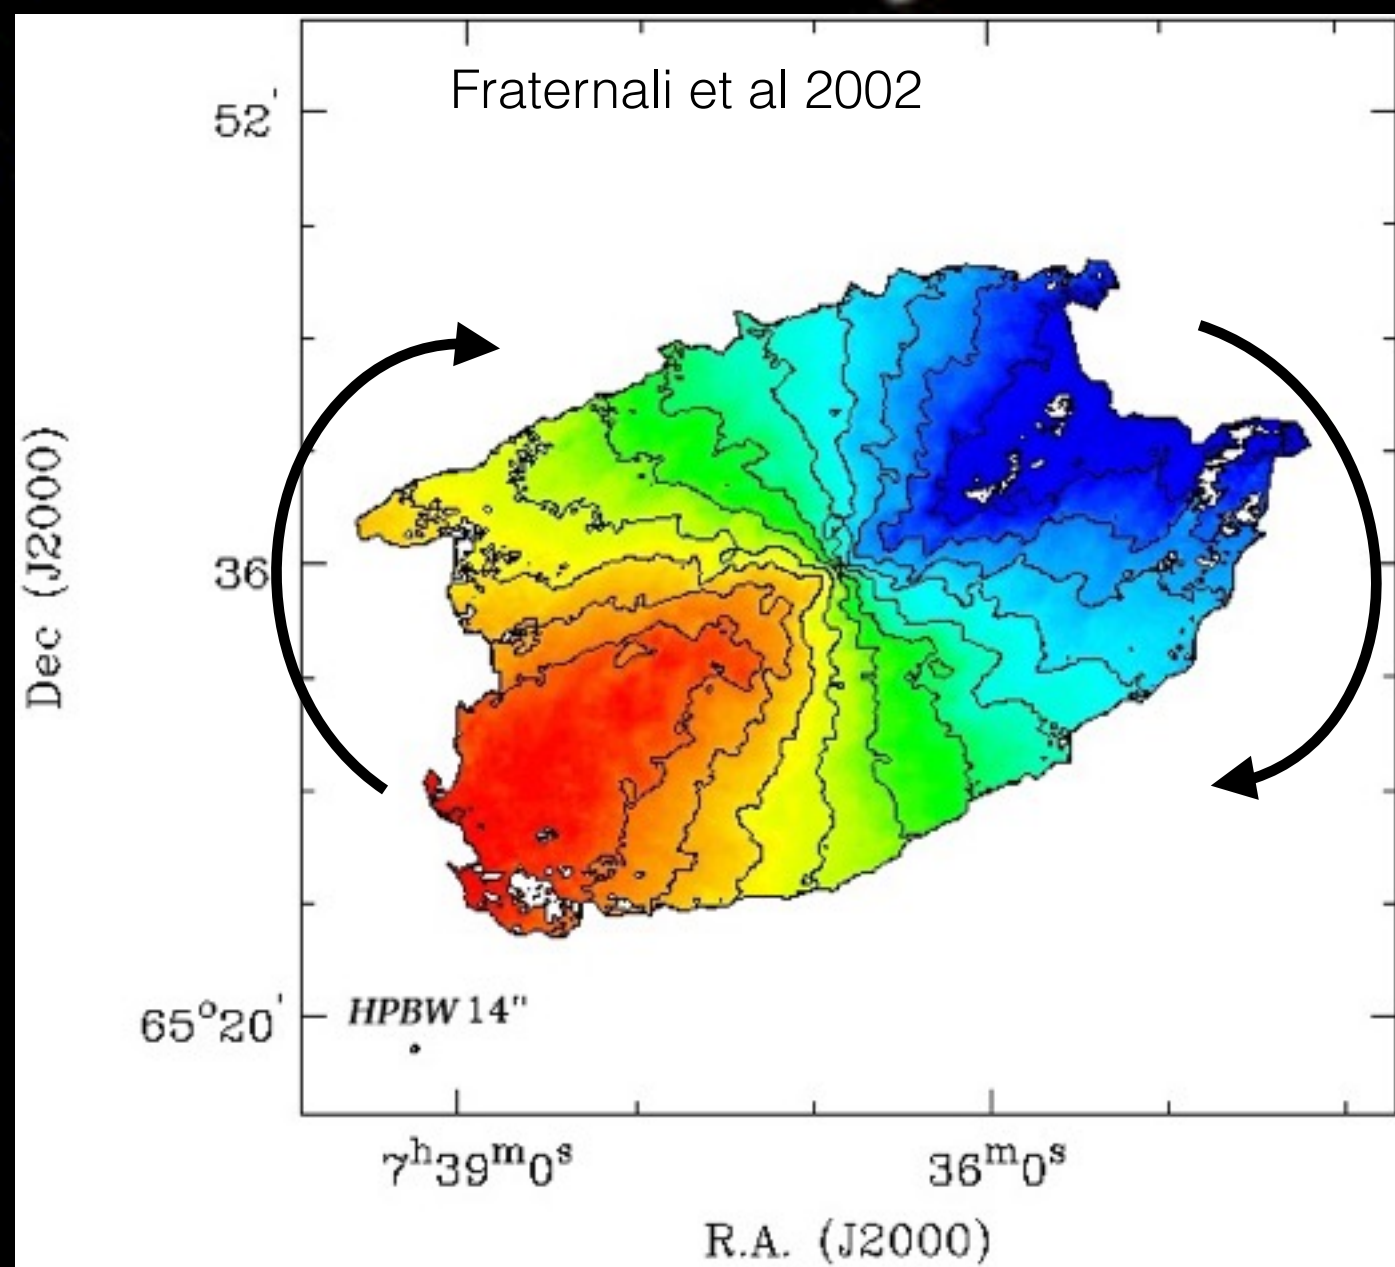 Fraternali et al 2002
52'
36
65°20'
Dec (J2000)
HPBW 14"
7ʰ39ᵐ0ˢ
36ᵐ0ˢ
R.A. (J2000)